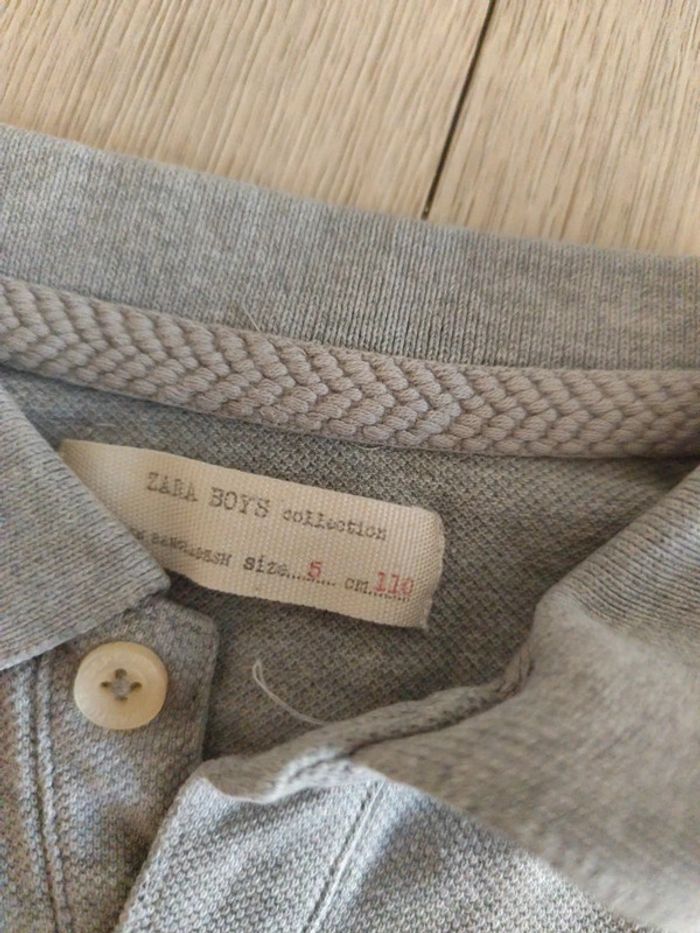 ZARA BOYS collection
BANGLADESH size.....5..... cm.110